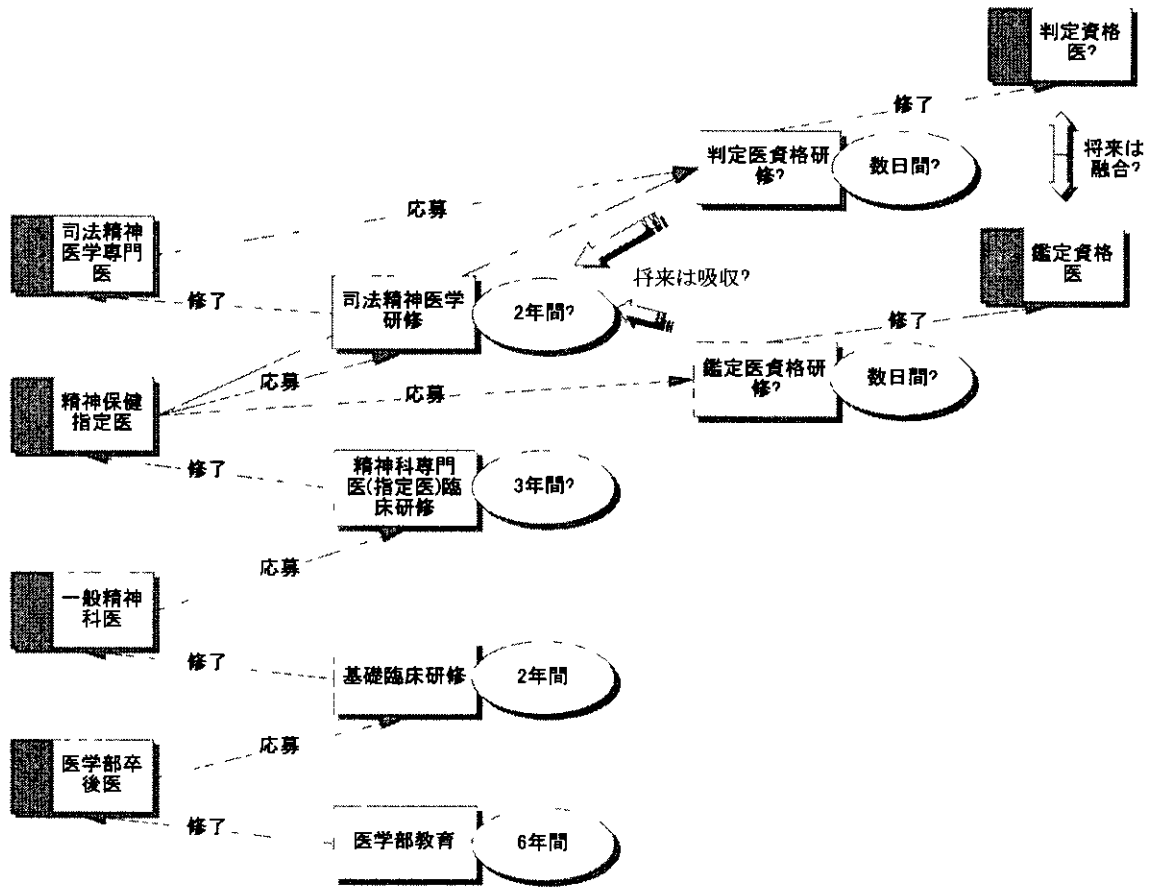 判定資格
医?
修了
判定医資格研
修?
数日間?
将来は
融合?
応募
司法精神
医学専門
医
鑑定資格
医
将来は吸収?
修了
司法精神医学
研修
2年間?
修了
鑑定医資格研
修?
数日間?
応募
応募
精神保健
指定医
修了
精神科専門
医(指定医)臨
床研修
3年間?
応募
一般精神
科医
修了
基礎臨床研修
2年間
応募
医学部卒
後医
修了
医学部教育
6年間